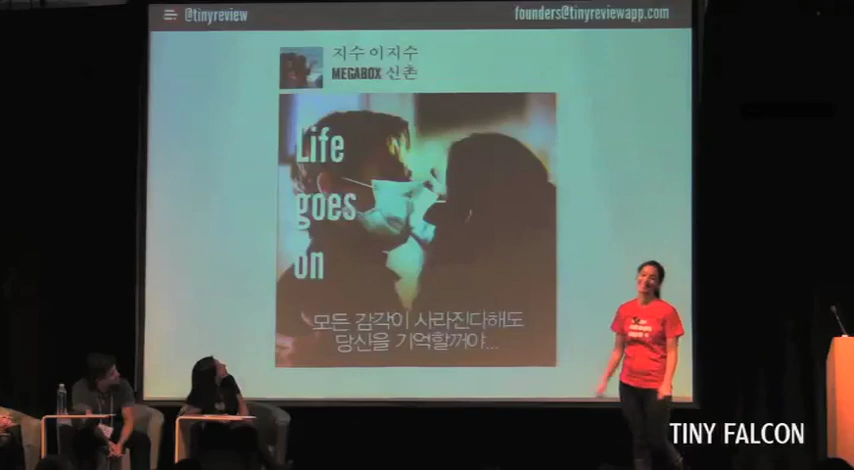 @tinyreview
founders@tinyreviewapp.com
지수 이지수
MEGABOX 신촌
Life
goes
on
모든 감각이 사라진다해도
당신을 기억할꺼야...
TINY FALCON